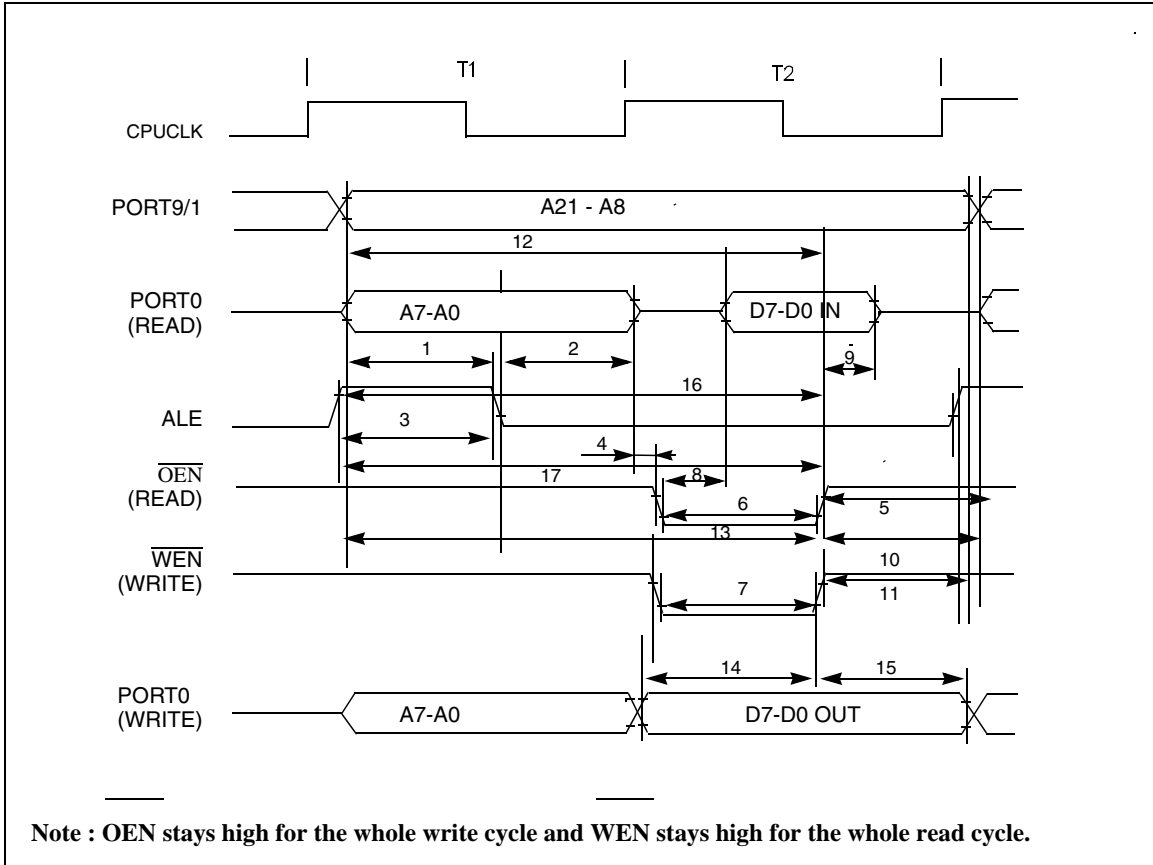 T1 T2
CPUCLK
PORT9/1 A21 - A8
12
PORT0 A7-A0 D7-D0 IN
(READ)
1 2 9
16
ALE
3
4
OEN 17 8
(READ)
6 5
13
WEN 10
(WRITE) 7 11
14 15
PORT0 A7-A0 D7-D0 OUT
(WRITE)
Note : OEN stays high for the whole write cycle and WEN stays high for the whole read cycle.